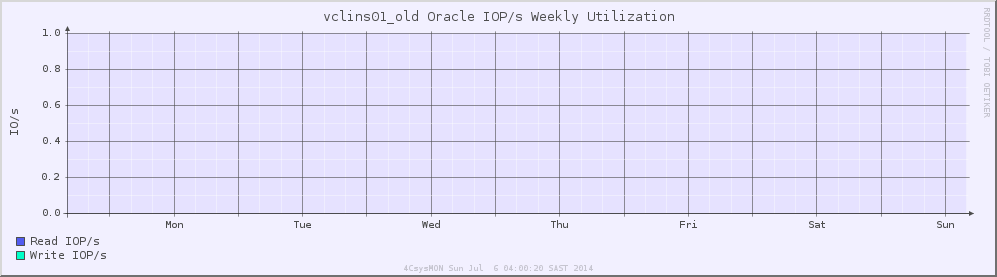 vclins01_old Oracle IOP/s Weekly Utilization
RRDTOOL / TOBI OETIKER
IO/s
1.0
0.8
0.6
0.4
0.2
0.0
Mon Tue Wed Thu Fri Sat Sun
Read IOP/s
Write IOP/s
4CsysMON Sun Jul  6 04:00:20 SAST 2014